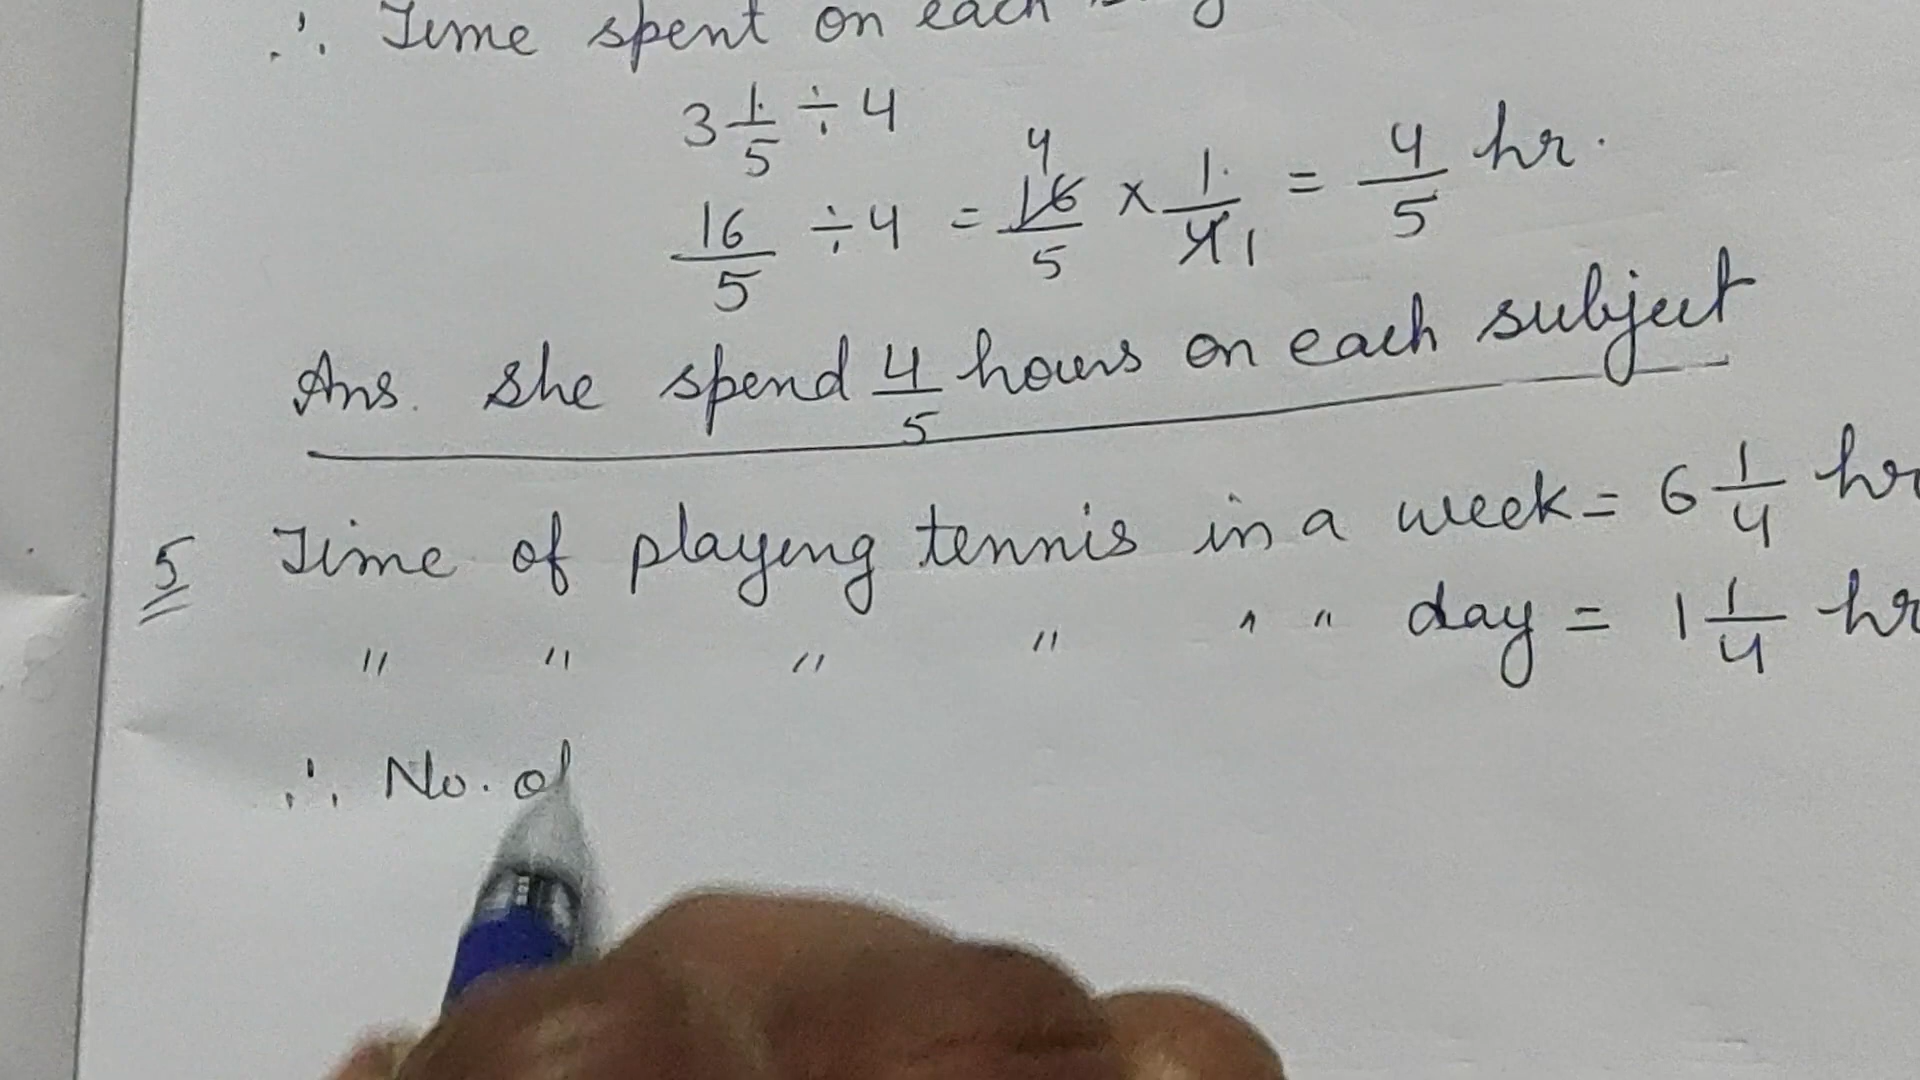 ∴ Time spent on each
3 1/5 ÷ 4
16/5 ÷ 4 = 16/5 4 × 1/4 1 = 4/5 hr.
Ans. She spend 4/5 hours on each subject
5 Time of playing tennis in a week = 6 1/4 hr
" " " " " " day = 1 1/4 hr
∴ No. of